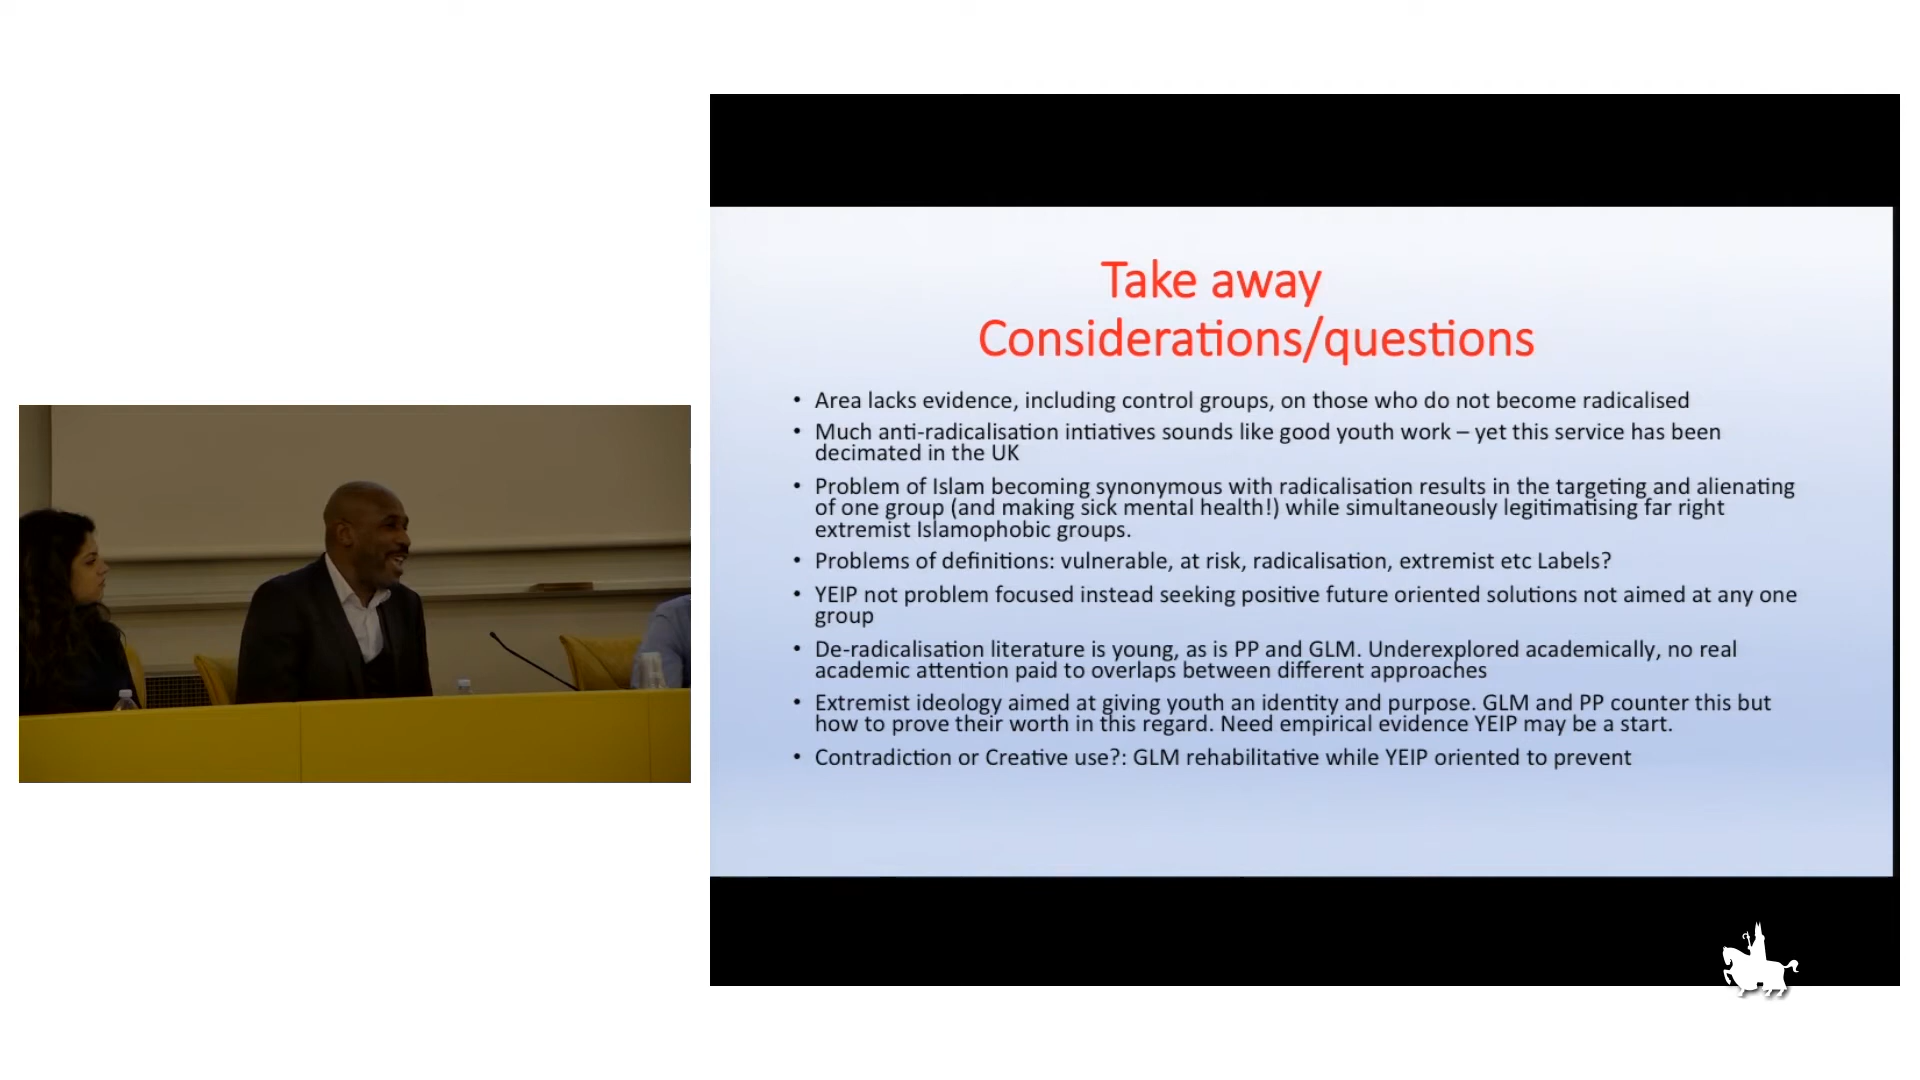 Take away
Considerations/questions
• Area lacks evidence, including control groups, on those who do not become radicalised
• Much anti-radicalisation intiatives sounds like good youth work – yet this service has been
decimated in the UK
• Problem of Islam becoming synonymous with radicalisation results in the targeting and alienating
of one group (and making sick mental health!) while simultaneously legitimatising far right
extremist Islamophobic groups.
• Problems of definitions: vulnerable, at risk, radicalisation, extremist etc Labels?
• YEIP not problem focused instead seeking positive future oriented solutions not aimed at any one
group
• De-radicalisation literature is young, as is PP and GLM. Underexplored academically, no real
academic attention paid to overlaps between different approaches
• Extremist ideology aimed at giving youth an identity and purpose. GLM and PP counter this but
how to prove their worth in this regard. Need empirical evidence YEIP may be a start.
• Contradiction or Creative use?: GLM rehabilitative while YEIP oriented to prevent